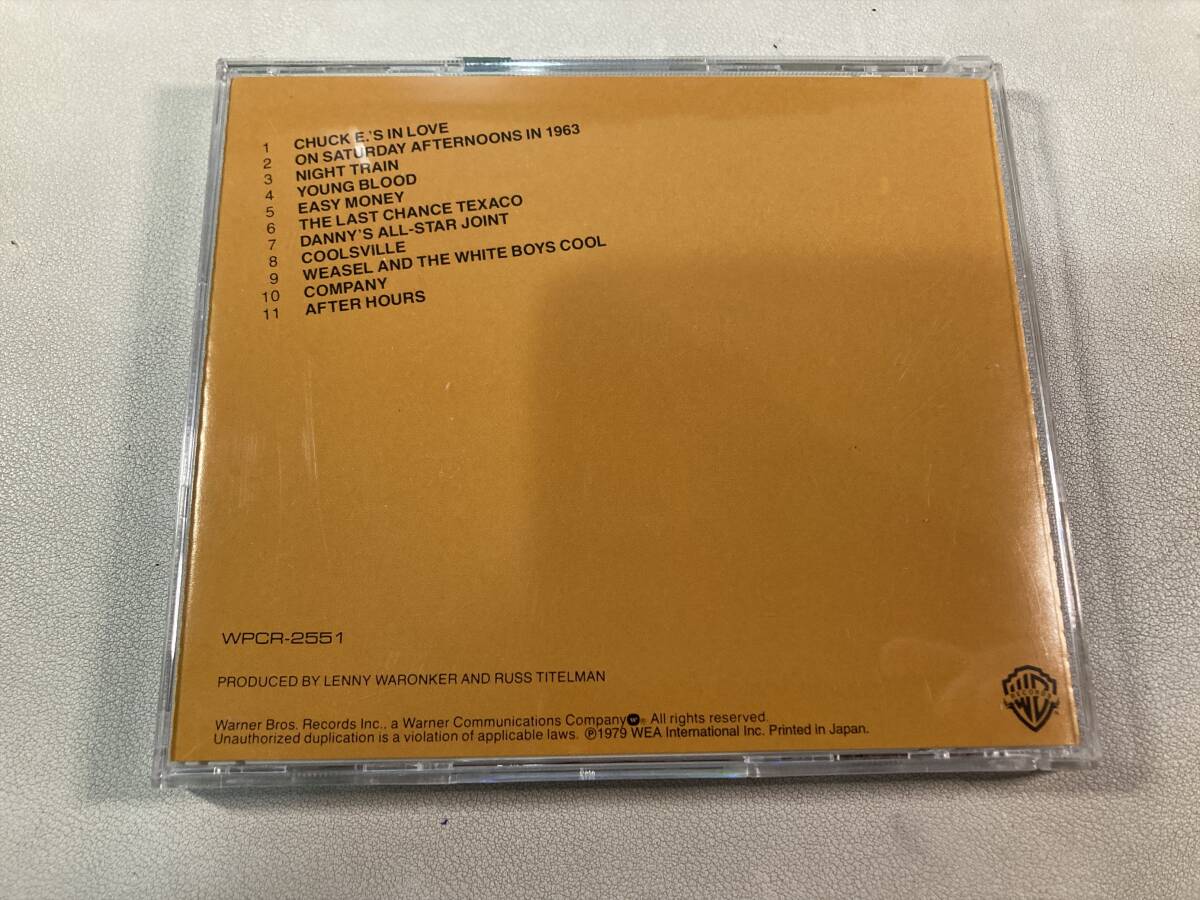 1 CHUCK E.'S IN LOVE
2 ON SATURDAY AFTERNOONS IN 1963
3 NIGHT TRAIN
4 YOUNG BLOOD
5 EASY MONEY
6 THE LAST CHANCE TEXACO
7 DANNY'S ALL-STAR JOINT
8 COOLSVILLE
9 WEASEL AND THE WHITE BOYS COOL
10 COMPANY
11 AFTER HOURS
WPCR-2551
PRODUCED BY LENNY WARONKER AND RUSS TITELMAN
Warner Bros. Records Inc., a Warner Communications Company W ®. All rights reserved.
Unauthorized duplication is a violation of applicable laws. ℗1979 WEA International Inc. Printed in Japan.
WB
RECORDS